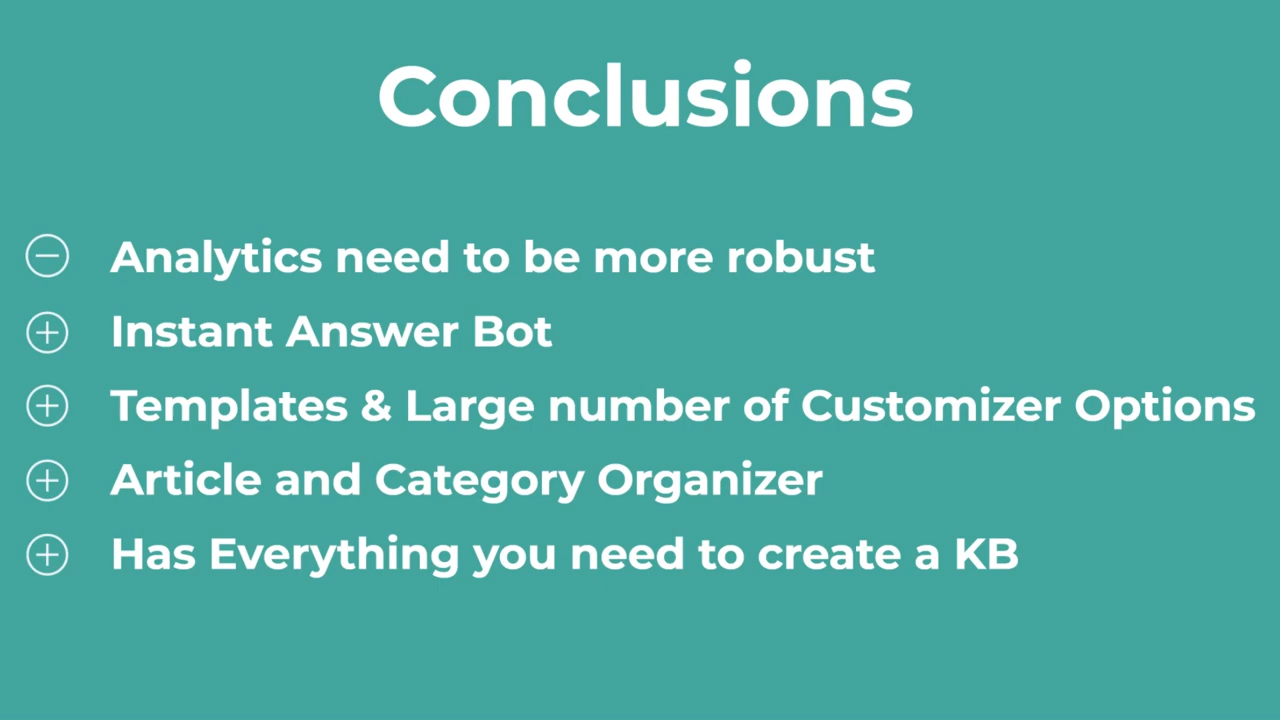 Conclusions
Analytics need to be more robust
Instant Answer Bot
Templates & Large number of Customizer Options
Article and Category Organizer
Has Everything you need to create a KB